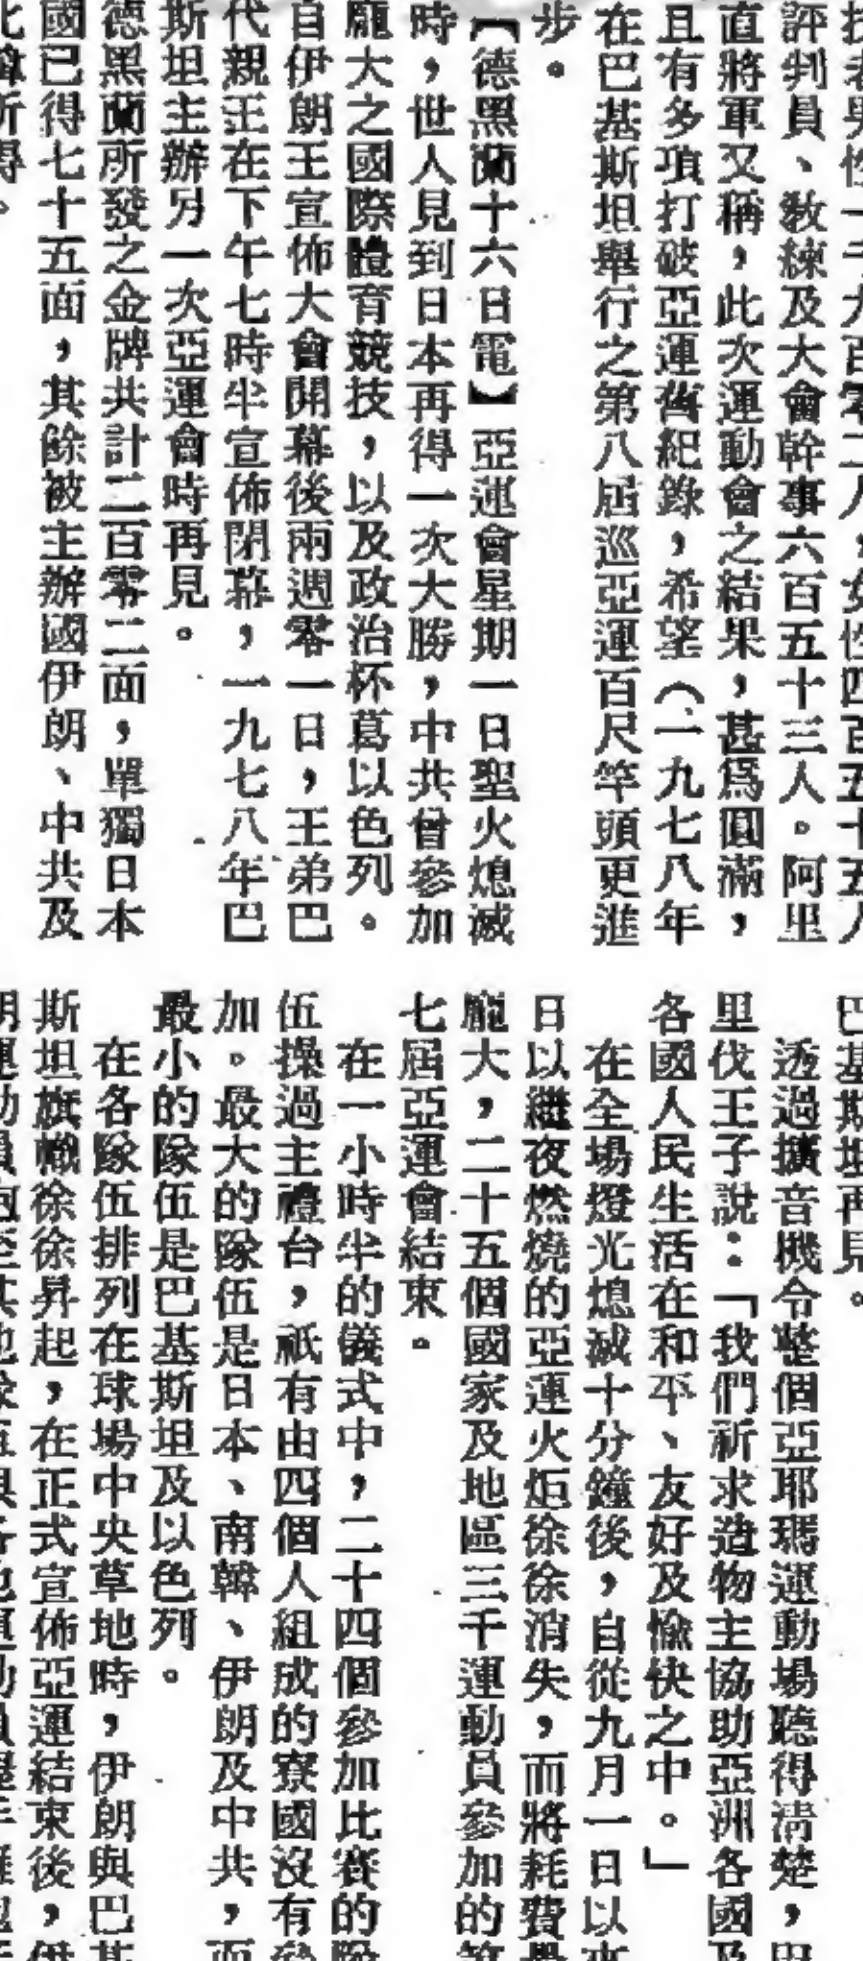 評判員、教練及大會幹事六百五十三人。阿里
直將軍又稱，此次運動會之結果，甚爲圓滿，
且有多項打破亞運舊紀錄，希望（一九七八年
在巴基斯坦舉行之第八屆巡亞運百尺竿頭更進
步。
【德黑蘭十六日電】亞運會星期一日聖火熄滅
時，世人見到日本再得一次大勝，中共曾參加
龐大之國際體育競技，以及政治杯葛以色列。
自伊朗王宣佈大會開幕後兩週零一日，王弟巴
代親王在下午七時半宣佈閉幕，一九七八年巴
斯坦主辦另一次亞運會時再見。
德黑蘭所發之金牌共計二百零二面，單獨日本
國已得七十五面，其餘被主辦國伊朗、中共及
巴基斯坦再見。
透過擴音機令整個亞耶瑪運動場聽得清楚，
里伐王子說：「我們祈求造物主協助亞洲各國及
各國人民生活在和平、友好及愉快之中。」
在全場燈光熄滅十分鐘後，自從九月一日以來
日以繼夜燃燒的亞運火炬徐徐消失，而將耗費最
龐大，二十五個國家及地區三千運動員參加的第
七屆亞運會結束。
在一小時半的儀式中，二十四個參加比賽的隊
伍操過主禮台，祇有由四個人組成的寮國沒有參
加。最大的隊伍是日本、南韓、伊朗及中共，而
最小的隊伍是巴基斯坦及以色列。
在各隊伍排列在球場中央草地時，伊朗與巴基
斯坦旗幟徐徐昇起，在正式宣佈亞運結束後，伊